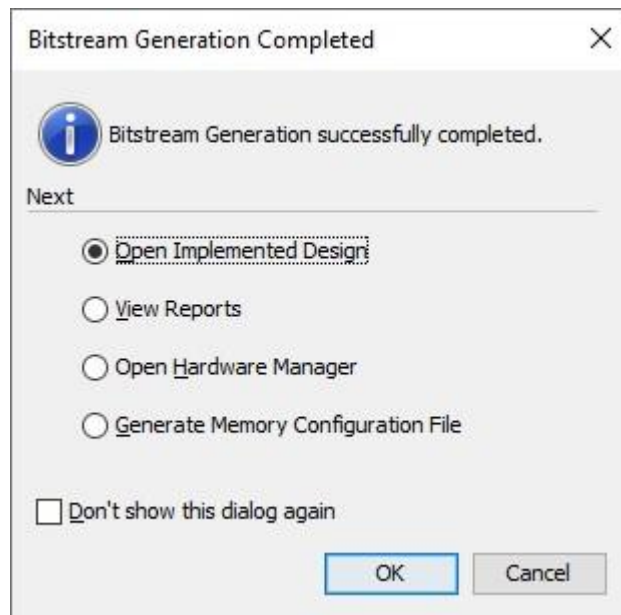 Bitstream Generation Completed
Bitstream Generation successfully completed.
Next
Open Implemented Design
View Reports
Open Hardware Manager
Generate Memory Configuration File
Don't show this dialog again
OK Cancel